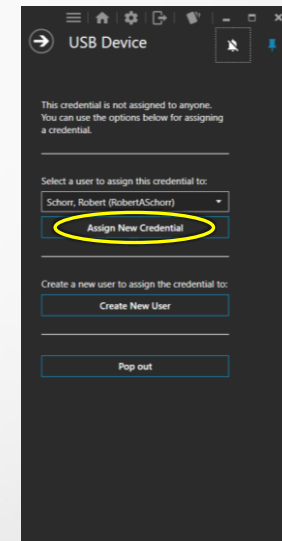 USB Device
This credential is not assigned to anyone.
You can use the options below for assigning
a credential.
Select a user to assign this credential to:
Schorr, Robert (RobertASchorr)
Assign New Credential
Create a new user to assign the credential to:
Create New User
Pop out